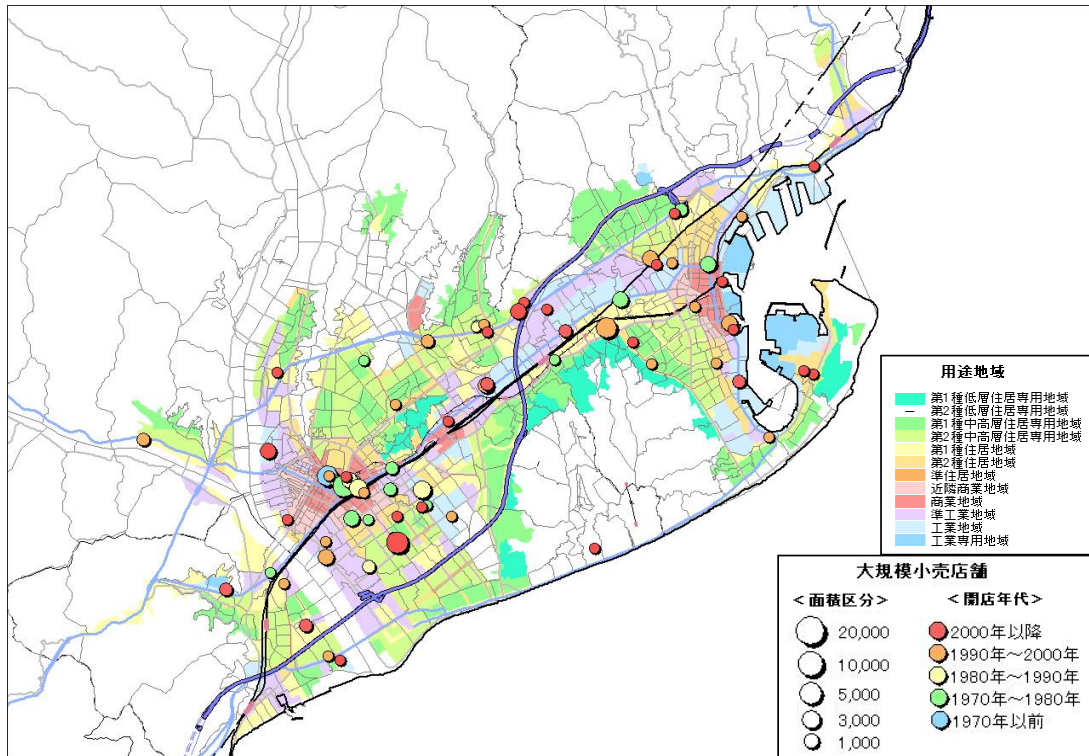 用途地域
第1種低層住居専用地域
第2種低層住居専用地域
第1種中高層住居専用地域
第2種中高層住居専用地域
第1種住居地域
第2種住居地域
準住居地域
近隣商業地域
商業地域
準工業地域
工業地域
工業専用地域
大規模小売店舗
<面積区分>
20,000
10,000
5,000
3,000
1,000
<開店年代>
2000年以降
1990年~2000年
1980年~1990年
1970年~1980年
1970年以前